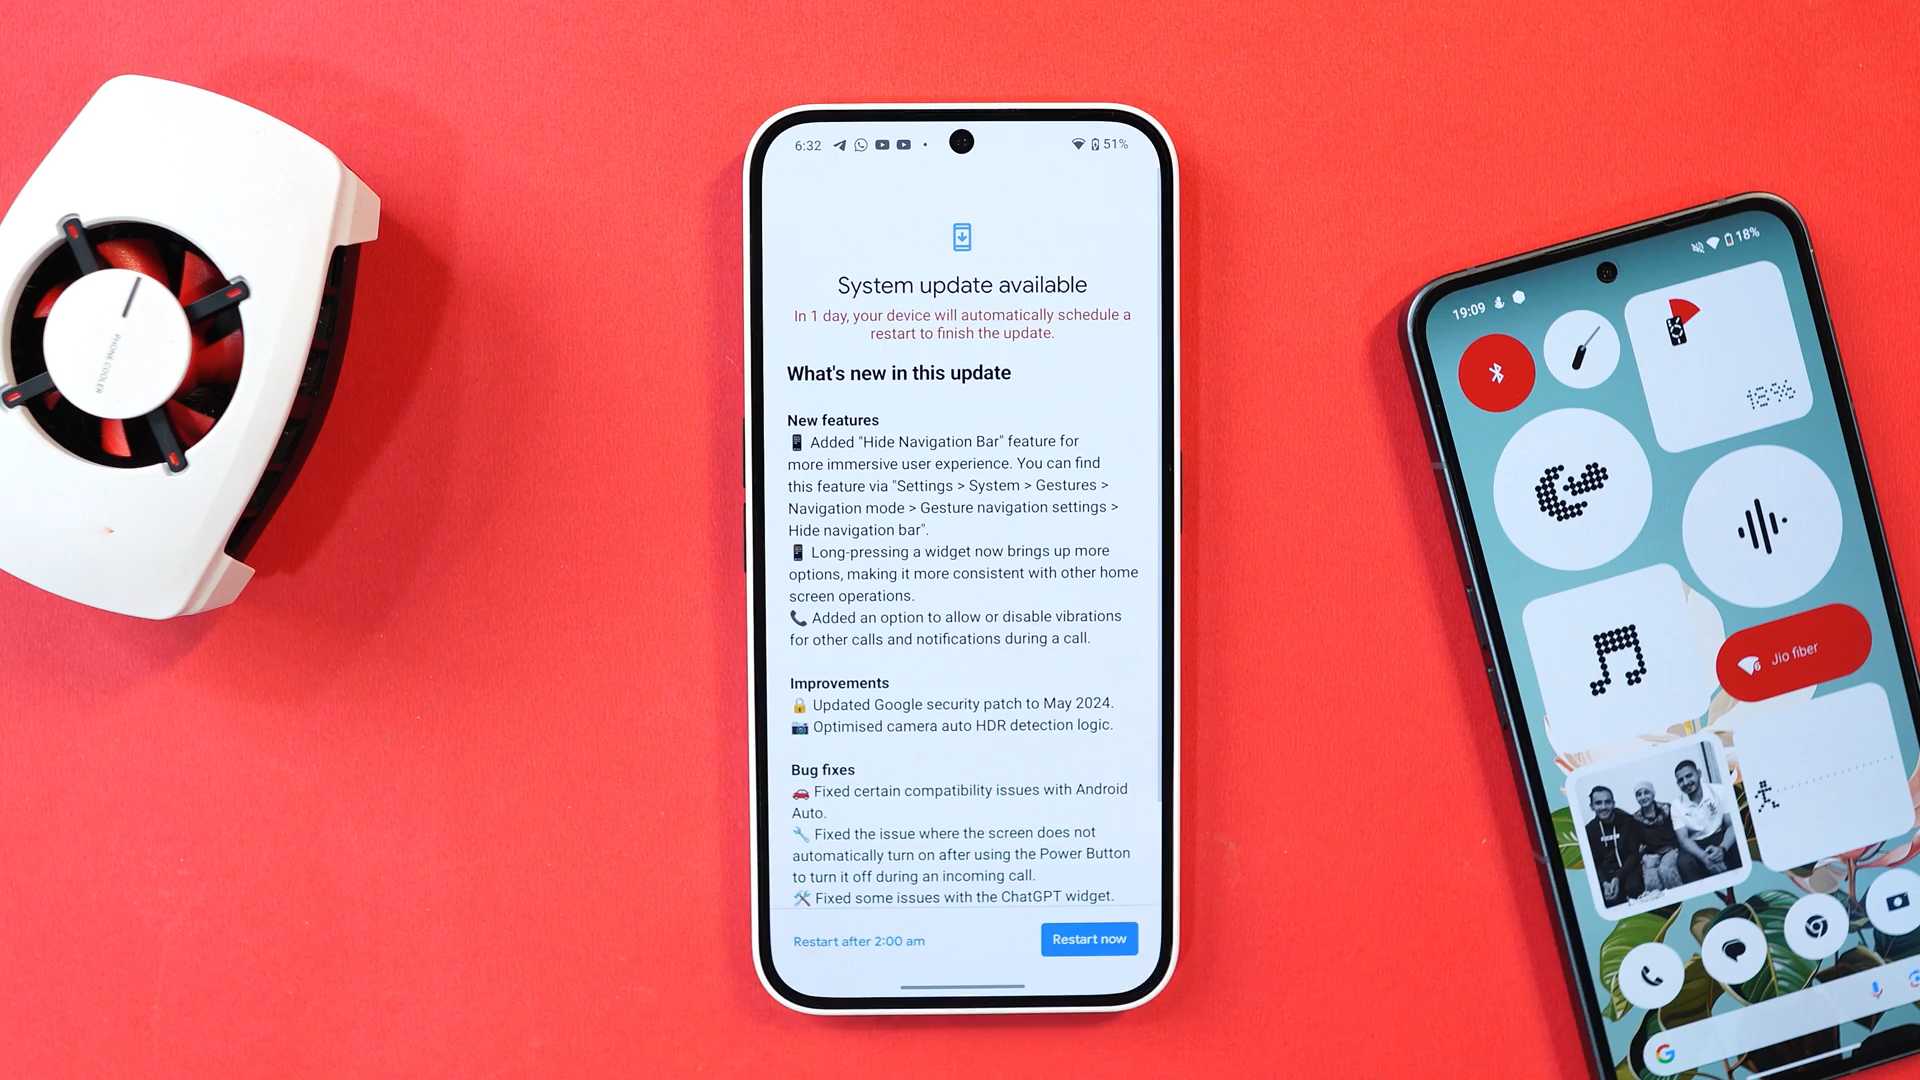 PHONE COOLER
6:32
51%
System update available
In 1 day, your device will automatically schedule a
restart to finish the update.
What's new in this update
New features
📱 Added "Hide Navigation Bar" feature for
more immersive user experience. You can find
this feature via "Settings > System > Gestures >
Navigation mode > Gesture navigation settings >
Hide navigation bar".
📱 Long-pressing a widget now brings up more
options, making it more consistent with other home
screen operations.
📞 Added an option to allow or disable vibrations
for other calls and notifications during a call.
Improvements
🔒 Updated Google security patch to May 2024.
📷 Optimised camera auto HDR detection logic.
Bug fixes
🚗 Fixed certain compatibility issues with Android
Auto.
🔧 Fixed the issue where the screen does not
automatically turn on after using the Power Button
to turn it off during an incoming call.
🛠 Fixed some issues with the ChatGPT widget.
Restart after 2:00 am
Restart now
19:09
18%
18%
Jio fiber